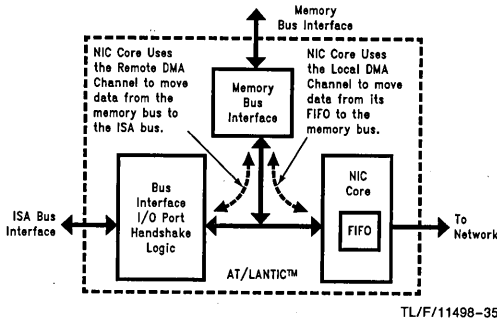 Memory
Bus Interface
NIC Core Uses
the Remote DMA
Channel to move
data from the
memory bus to
the ISA bus.
NIC Core Uses
the Local DMA
Channel to move
data from its
FIFO to the
memory bus.
Memory
Bus
Interface
Bus
Interface
I/O Port
Handshake
Logic
NIC
Core
FIFO
ISA Bus
Interface
To
Network
AT/LANTIC™
TL/F/11498-35